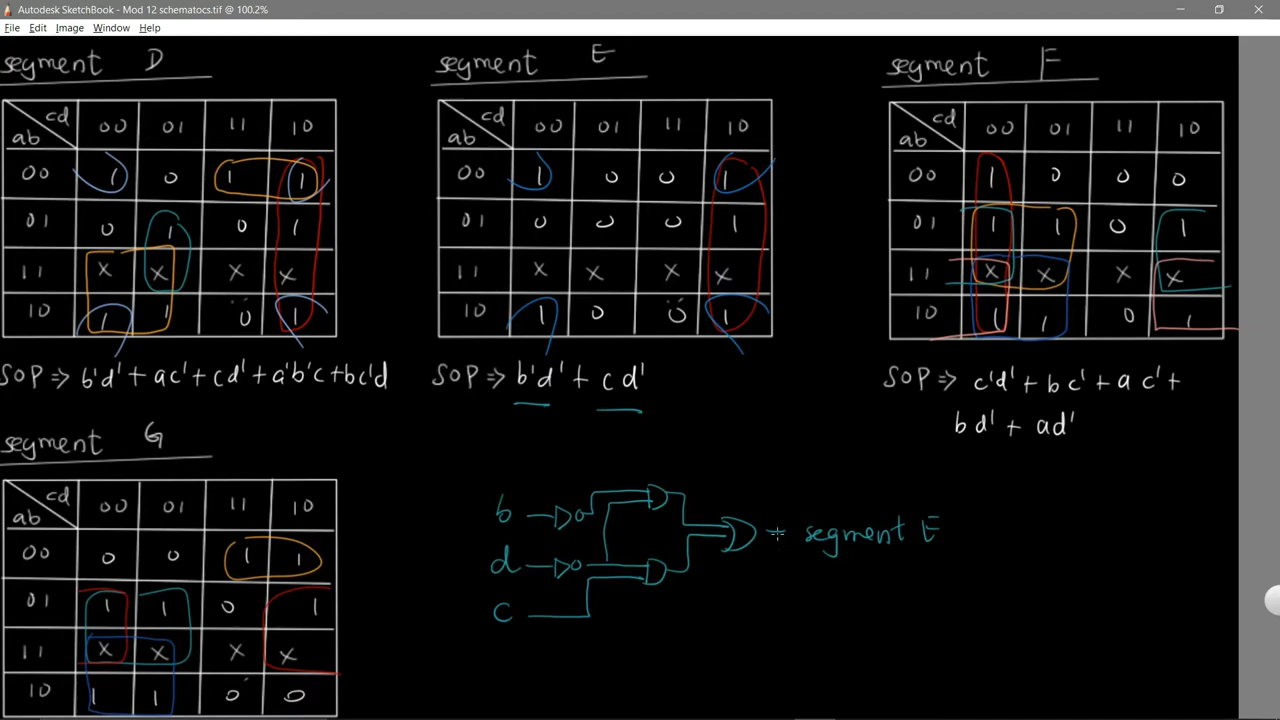 Autodesk SketchBook - Mod 12 schematocs.tif @ 100.2%
File Edit Image Window Help
segment D
cd
ab
00 01 11 10
00 1 0 1 1
01 0 1 0 1
11 x x x x
10 1 1 0 1
SOP ⇒ b'd' + ac' + cd' + a'b'c + bc'd
segment E
cd
ab
00 01 11 10
00 1 0 0 1
01 0 0 0 1
11 x x x x
10 1 0 0 1
SOP ⇒ b'd' + cd'
segment F
cd
ab
00 01 11 10
00 1 0 0 0
01 1 1 0 1
11 x x x x
10 1 1 0 1
SOP ⇒ c'd' + bc' + ac' +
bd' + ad'
segment G
cd
ab
00 01 11 10
00 0 0 1 1
01 1 1 0 1
11 x x x x
10 1 1 0 0
b
d
c
segment E